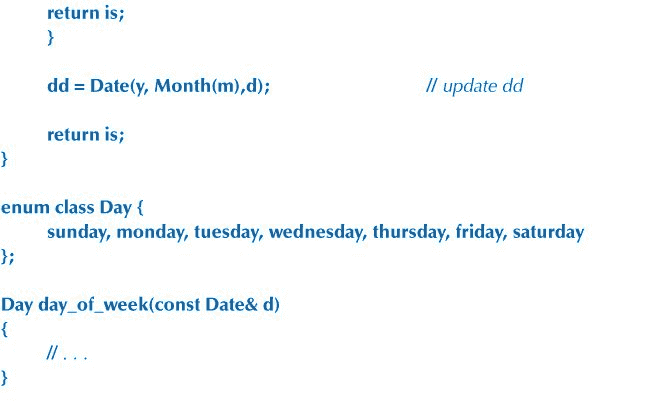 return is;
}
dd = Date(y, Month(m),d); // update dd
return is;
}
enum class Day {
sunday, monday, tuesday, wednesday, thursday, friday, saturday
};
Day day_of_week(const Date& d)
{
// . . .
}